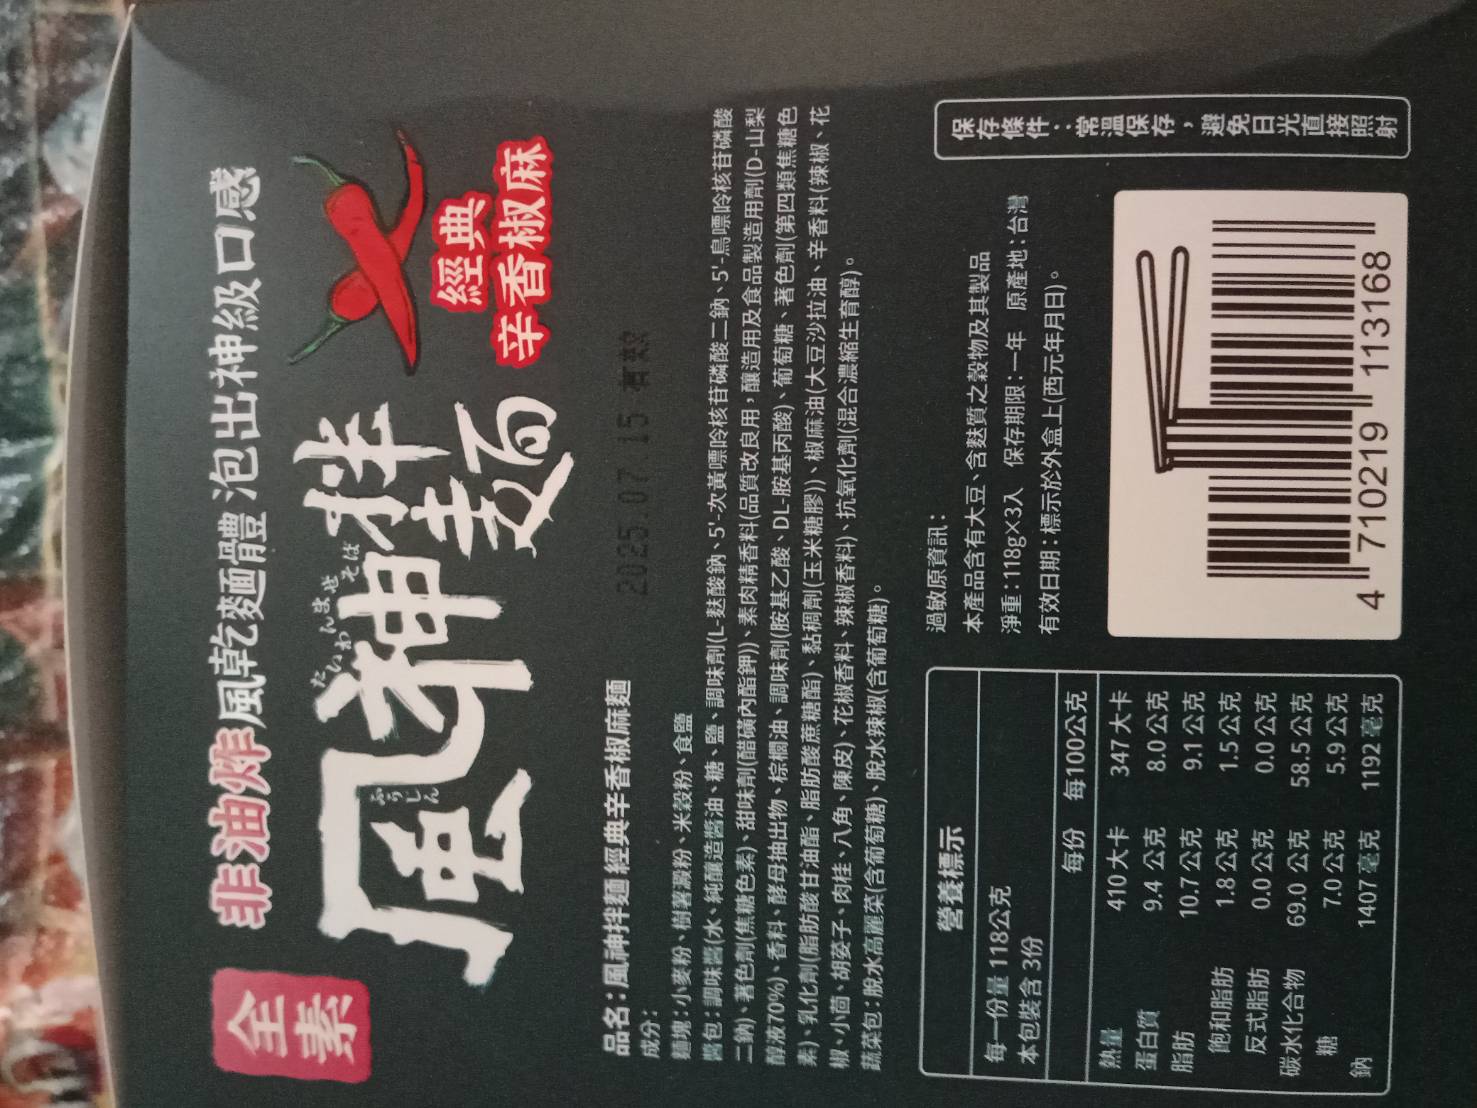 非油炸風乾麵體 泡出神級口感
全素
風神拌麵
ふうじん
たいわんまぜそば
經典
辛香椒麻
2025.07.15 有效
品名:風神拌麵 經典辛香椒麻麵
成分:
麵塊:小麥粉、樹薯澱粉、米穀粉、食鹽
醬包:調味醬(水、純釀造醬油、糖、鹽、調味劑(L-麩酸鈉、5'-次黃嘌呤核苷磷酸二鈉、5'-鳥嘌呤核苷磷酸
二鈉)、著色劑(焦糖色素)、甜味劑(醋磺內酯鉀))、素肉精香料(品質改良用,釀造用及食品製造用劑(D-山梨
醇液70%)、香料、酵母抽出物、棕櫚油、調味劑(胺基乙酸、DL-胺基丙酸)、葡萄糖、著色劑(第四類焦糖色
素)、乳化劑(脂肪酸甘油酯、脂肪酸蔗糖酯)、黏稠劑(玉米糖膠))、椒麻油(大豆沙拉油、辛香料(辣椒、花
椒、小茴、胡荽子、肉桂、八角、陳皮)、花椒香料、辣椒香料)、抗氧化劑(混合濃縮生育醇)。
蔬菜包:脫水高麗菜(含葡萄糖)、脫水辣椒(含葡萄糖)。
過敏原資訊:
本產品含有大豆、含麩質之穀物及其製品
淨重:118g×3入 保存期限:一年 原產地:台灣
有效日期:標示於外盒上(西元年月日)。
保存條件:常溫保存,避免日光直接照射
營養標示
每一份量 118公克
本包裝含 3份
每份 每100公克
熱量 410 大卡 347 大卡
蛋白質 9.4 公克 8.0 公克
脂肪 10.7 公克 9.1 公克
飽和脂肪 1.8 公克 1.5 公克
反式脂肪 0.0 公克 0.0 公克
碳水化合物 69.0 公克 58.5 公克
糖 7.0 公克 5.9 公克
鈉 1407 毫克 1192 毫克
4 710219 113168